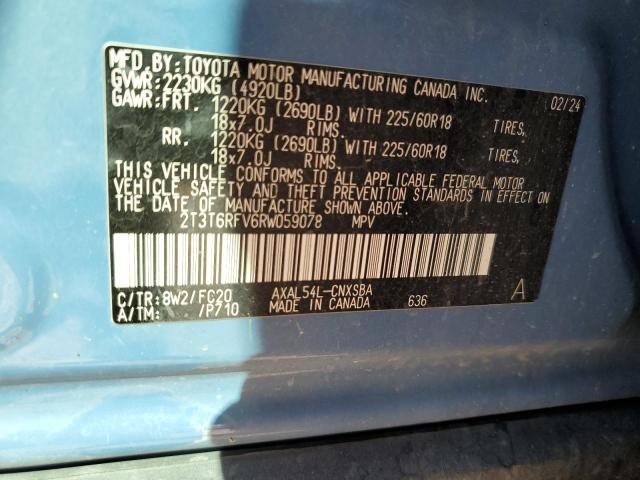 MFD.BY:TOYOTA MOTOR MANUFACTURING CANADA INC.
GVWR:2230KG (4920LB) 02/24
GAWR:FRT. 1220KG (2690LB) WITH 225/60R18 TIRES,
18x7.0J RIMS.
RR. 1220KG (2690LB) WITH 225/60R18 TIRES,
18x7.0J RIMS.
THIS VEHICLE CONFORMS TO ALL APPLICABLE FEDERAL MOTOR
VEHICLE SAFETY AND THEFT PREVENTION STANDARDS IN EFFECT ON
THE DATE OF MANUFACTURE SHOWN ABOVE.
2T3T6RFV6RW059078 MPV
C/TR:8W2/FC20 AXAL54L-CNXSBA A
A/TM: /P710 MADE IN CANADA 636